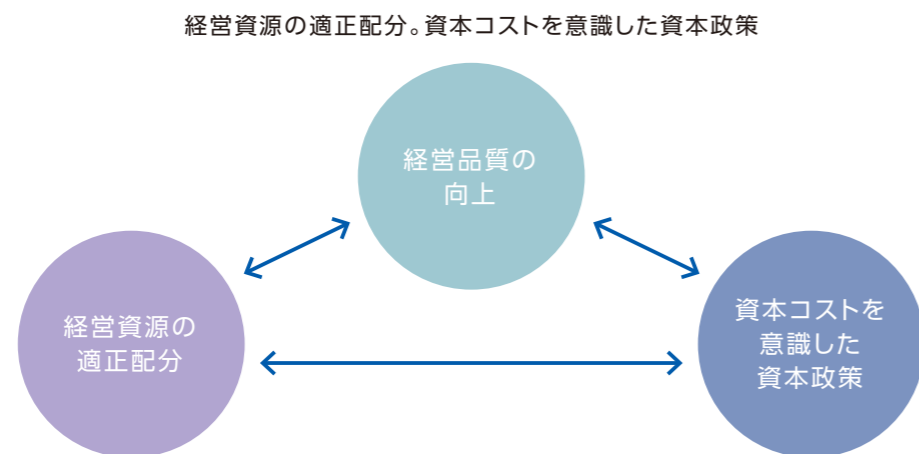 経営資源の適正配分。資本コストを意識した資本政策
経営品質の
向上
経営資源の
適正配分
資本コストを
意識した
資本政策